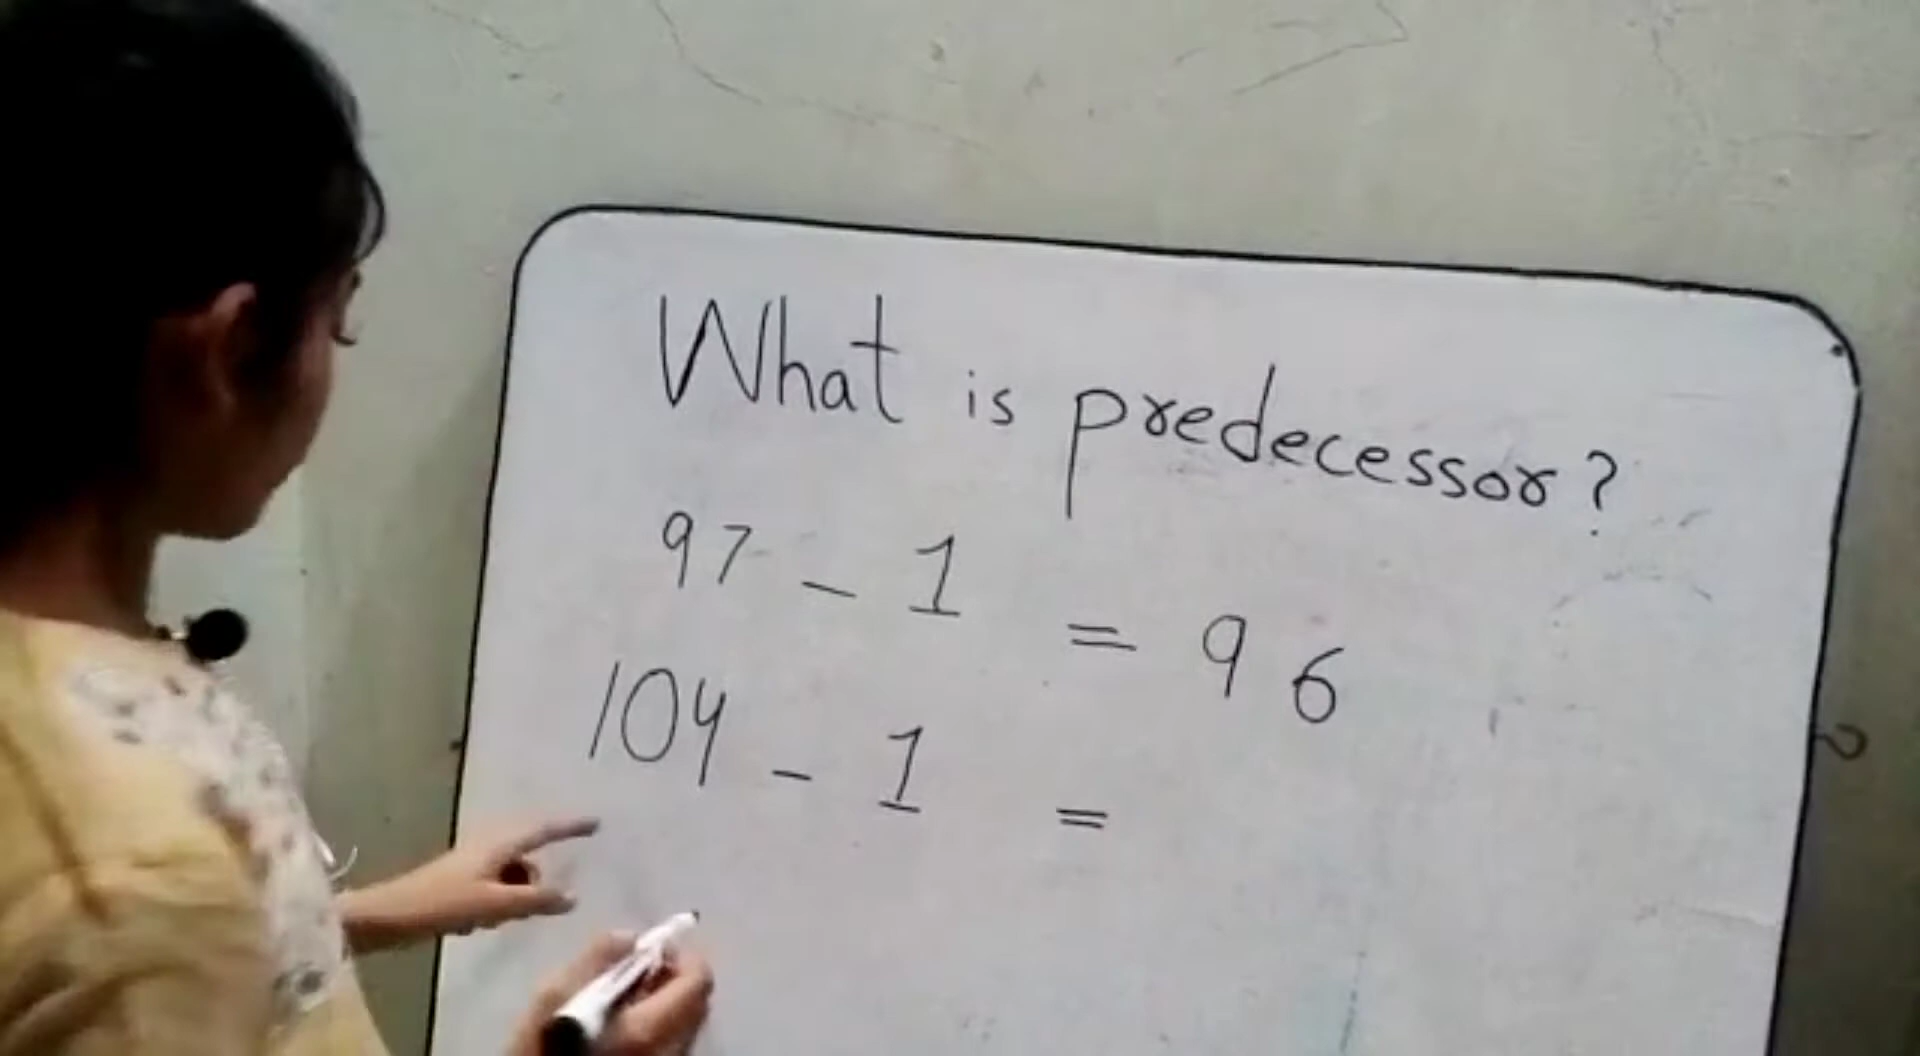 What is predecessor?
97 - 1 = 96
104 - 1 =